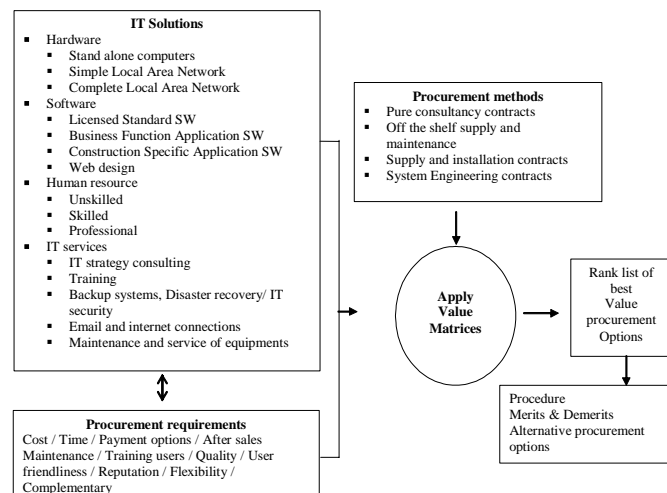 IT Solutions
▪ Hardware
▪ Stand alone computers
▪ Simple Local Area Network
▪ Complete Local Area Network
▪ Software
▪ Licensed Standard SW
▪ Business Function Application SW
▪ Construction Specific Application SW
▪ Web design
▪ Human resource
▪ Unskilled
▪ Skilled
▪ Professional
▪ IT services
▪ IT strategy consulting
▪ Training
▪ Backup systems, Disaster recovery/ IT
security
▪ Email and internet connections
▪ Maintenance and service of equipments
Procurement requirements
Cost / Time / Payment options / After sales
Maintenance / Training users / Quality / User
friendliness / Reputation / Flexibility /
Complementary
Procurement methods
▪ Pure consultancy contracts
▪ Off the shelf supply and
maintenance
▪ Supply and installation contracts
▪ System Engineering contracts
Apply
Value
Matrices
Rank list of
best
Value
procurement
Options
Procedure
Merits & Demerits
Alternative procurement
options